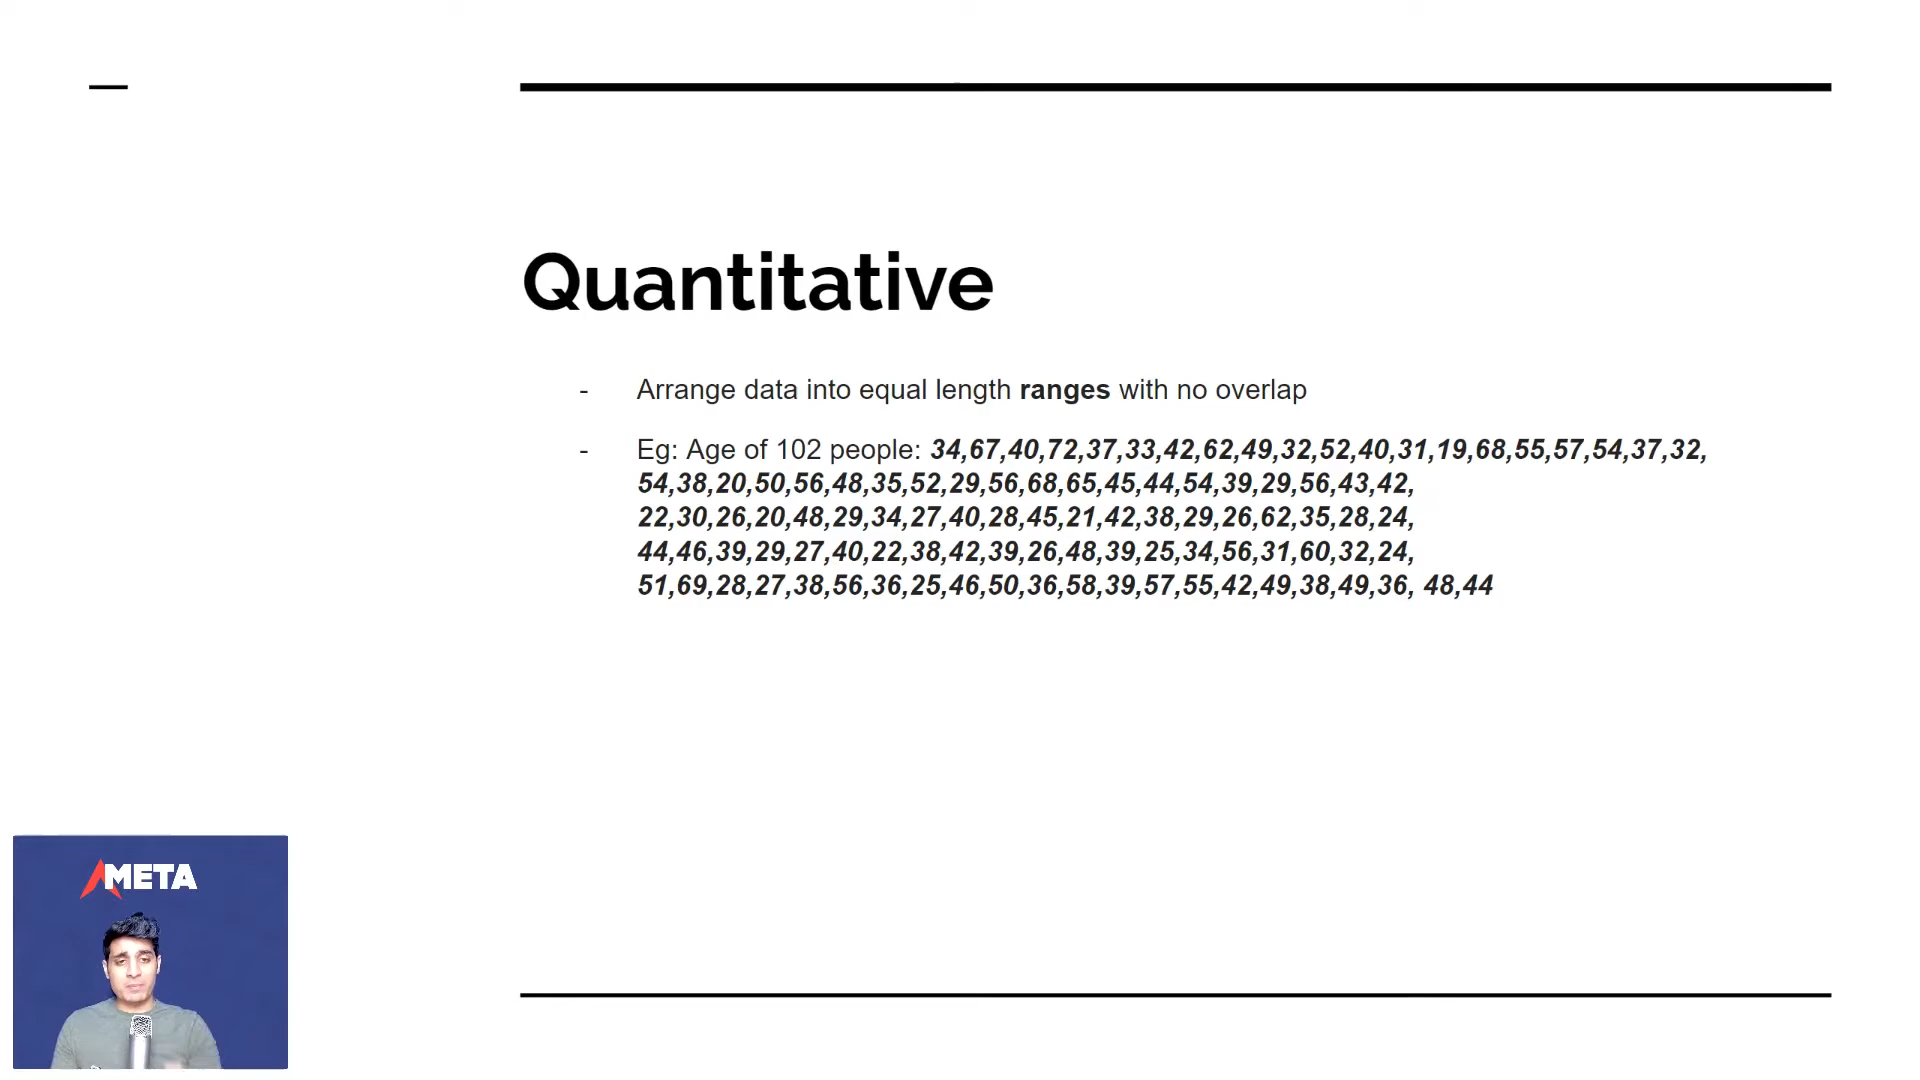 Quantitative
- Arrange data into equal length ranges with no overlap
- Eg: Age of 102 people: 34,67,40,72,37,33,42,62,49,32,52,40,31,19,68,55,57,54,37,32,
54,38,20,50,56,48,35,52,29,56,68,65,45,44,54,39,29,56,43,42,
22,30,26,20,48,29,34,27,40,28,45,21,42,38,29,26,62,35,28,24,
44,46,39,29,27,40,22,38,42,39,26,48,39,25,34,56,31,60,32,24,
51,69,28,27,38,56,36,25,46,50,36,58,39,57,55,42,49,38,49,36, 48,44
META